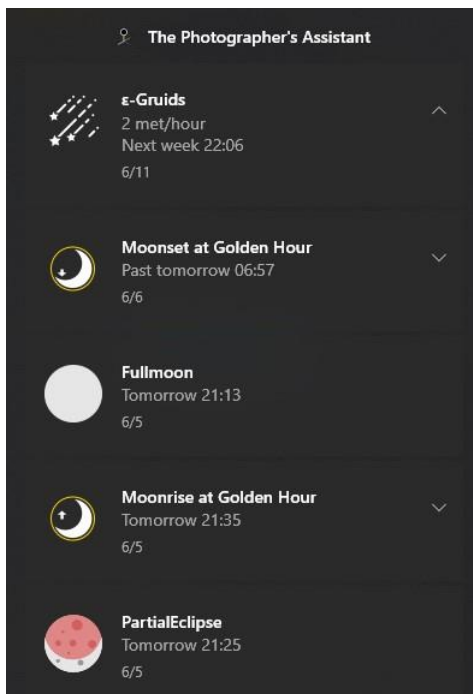 The Photographer's Assistant
ε-Gruids
2 met/hour
Next week 22:06
6/11
Moonset at Golden Hour
Past tomorrow 06:57
6/6
Fullmoon
Tomorrow 21:13
6/5
Moonrise at Golden Hour
Tomorrow 21:35
6/5
PartialEclipse
Tomorrow 21:25
6/5